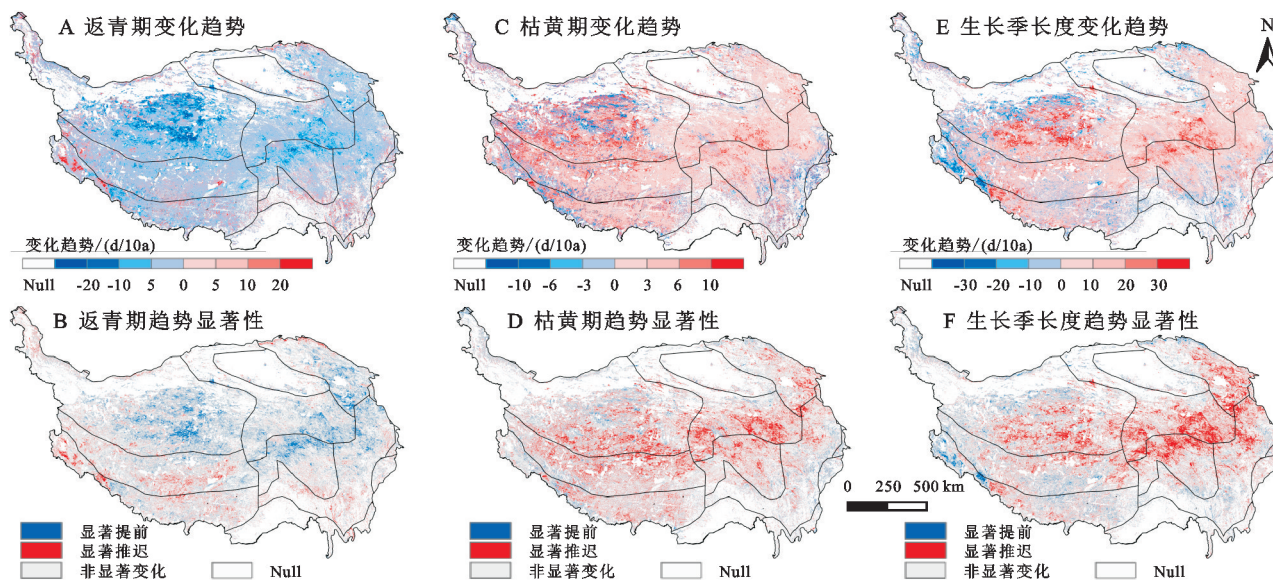 A 返青期变化趋势
C 枯黄期变化趋势
E 生长季长度变化趋势
N
变化趋势/(d/10a)
Null -20 -10 5 0 5 10 20
变化趋势/(d/10a)
Null -10 -6 -3 0 3 6 10
变化趋势/(d/10a)
Null -30 -20 -10 0 10 20 30
B 返青期趋势显著性
D 枯黄期趋势显著性
F 生长季长度趋势显著性
0 250 500 km
显著提前
显著推迟
非显著变化 Null
显著提前
显著推迟
非显著变化 Null
显著提前
显著推迟
非显著变化 Null